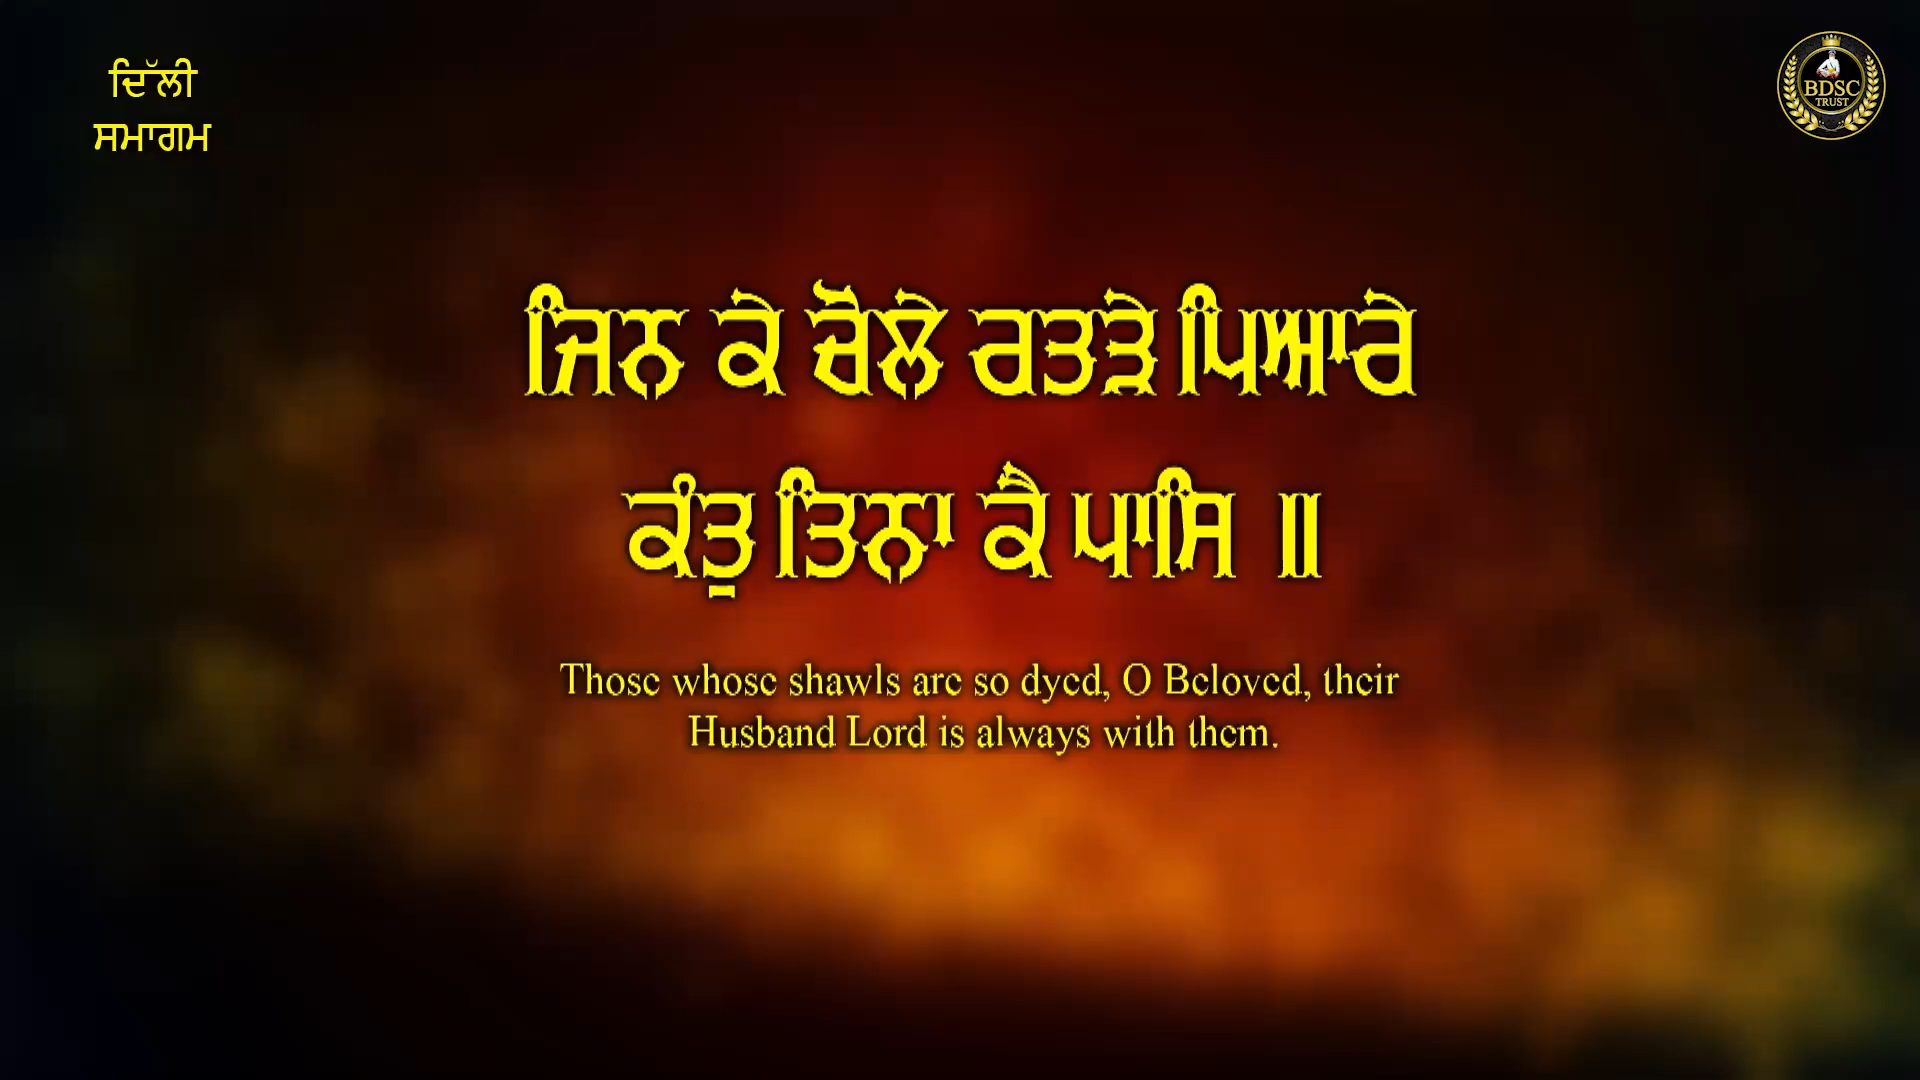 ਦਿੱਲੀ
ਸਮਾਗਮ
BDSC
TRUST
ਜਿਨ ਕੇ ਚੋਲੇ ਰਤੜੇ ਪਿਆਰੇ
ਕੰਤੁ ਤਿਨਾ ਕੈ ਪਾਸਿ ॥
Those whose shawls are so dyed, O Beloved, their
Husband Lord is always with them.